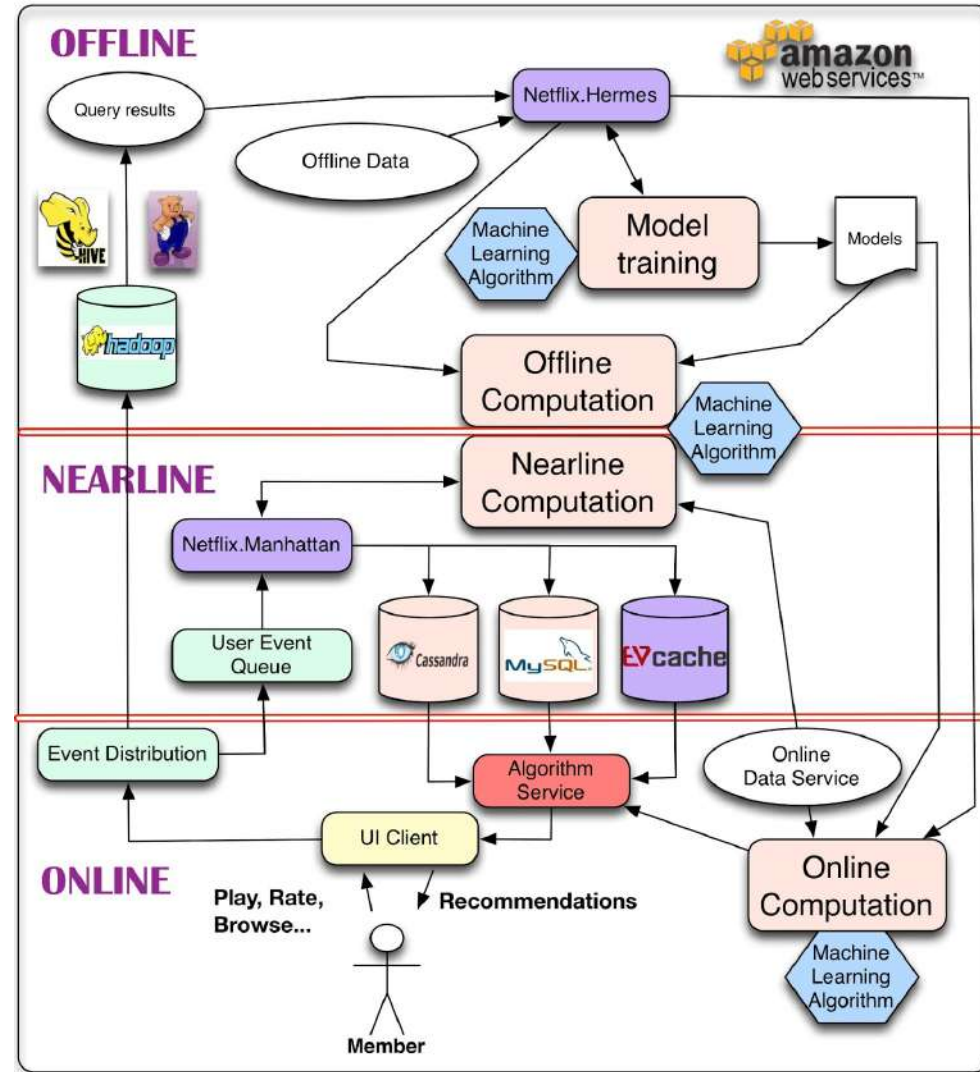 OFFLINE
amazon
webservices™
Query results
Netflix.Hermes
Offline Data
HIVE
Machine
Learning
Algorithm
Model
training
Models
hadoop
Offline
Computation
Machine
Learning
Algorithm
NEARLINE
Nearline
Computation
Netflix.Manhattan
User Event
Queue
Cassandra
MySQL
EVcache
Event Distribution
Algorithm
Service
Online
Data Service
UI Client
ONLINE
Play, Rate,
Browse...
Recommendations
Online
Computation
Machine
Learning
Algorithm
Member